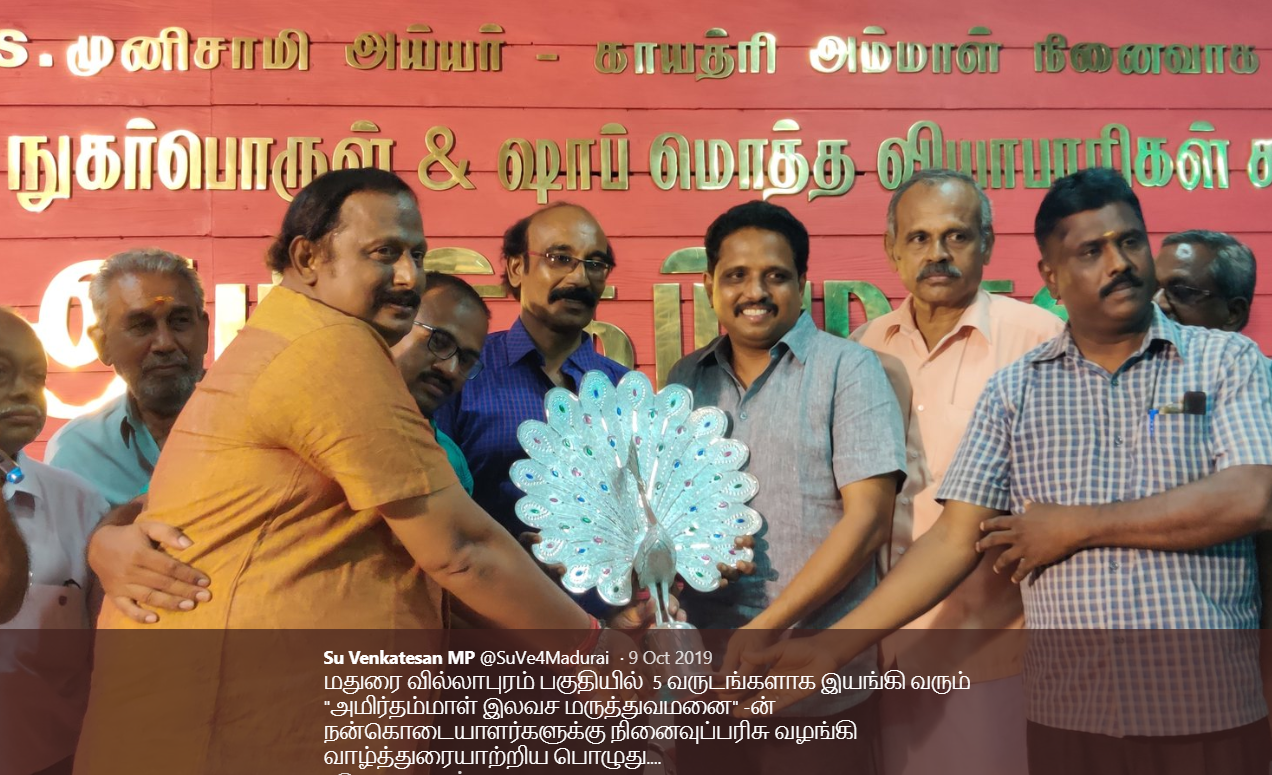 S. முனிசாமி அய்யர் - காயத்ரி அம்மாள் நினைவாக
நுகர்பொருள் & ஷாப் மொத்த வியாபாரிகள்
Su Venkatesan MP @SuVe4Madurai · 9 Oct 2019
மதுரை வில்லாபுரம் பகுதியில் 5 வருடங்களாக இயங்கி வரும்
"அமிர்தம்மாள் இலவச மருத்துவமனை" -ன்
நன்கொடையாளர்களுக்கு நினைவுப்பரிசு வழங்கி
வாழ்த்துரையாற்றிய பொழுது....